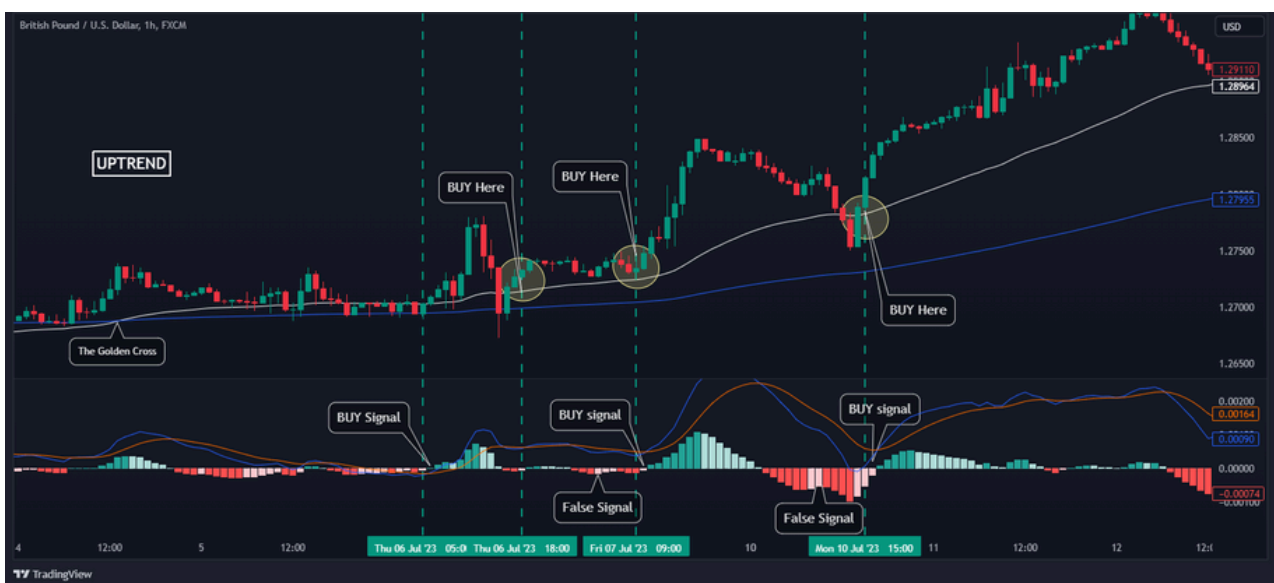 British Pound / U.S. Dollar, 1h, FXCM
USD
1.29110
1.28964
1.28500
UPTREND
BUY Here
BUY Here
1.27955
1.27500
BUY Here
1.27000
The Golden Cross
1.26500
BUY Signal
BUY signal
BUY signal
0.00200
0.00164
0.00090
0.00000
-0.00074
-0.00100
False Signal
False Signal
4
12:00
5
12:00
Thu 06 Jul '23 05:0
Thu 06 Jul '23 18:00
Fri 07 Jul '23 09:00
10
Mon 10 Jul '23 15:00
11
12:00
12
TradingView